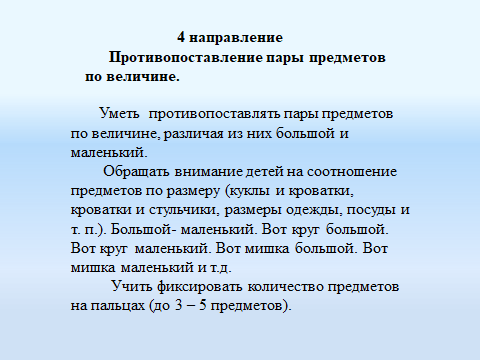 4 направление
Противопоставление пары предметов
по величине.
Уметь противопоставлять пары предметов
по величине, различая из них большой и
маленький.
Обращать внимание детей на соотношение
предметов по размеру (куклы и кроватки,
кроватки и стульчики, размеры одежды, посуды и
т. п.). Большой- маленький. Вот круг большой.
Вот круг маленький. Вот мишка большой. Вот
мишка маленький и т.д.
Учить фиксировать количество предметов
на пальцах (до 3 – 5 предметов).